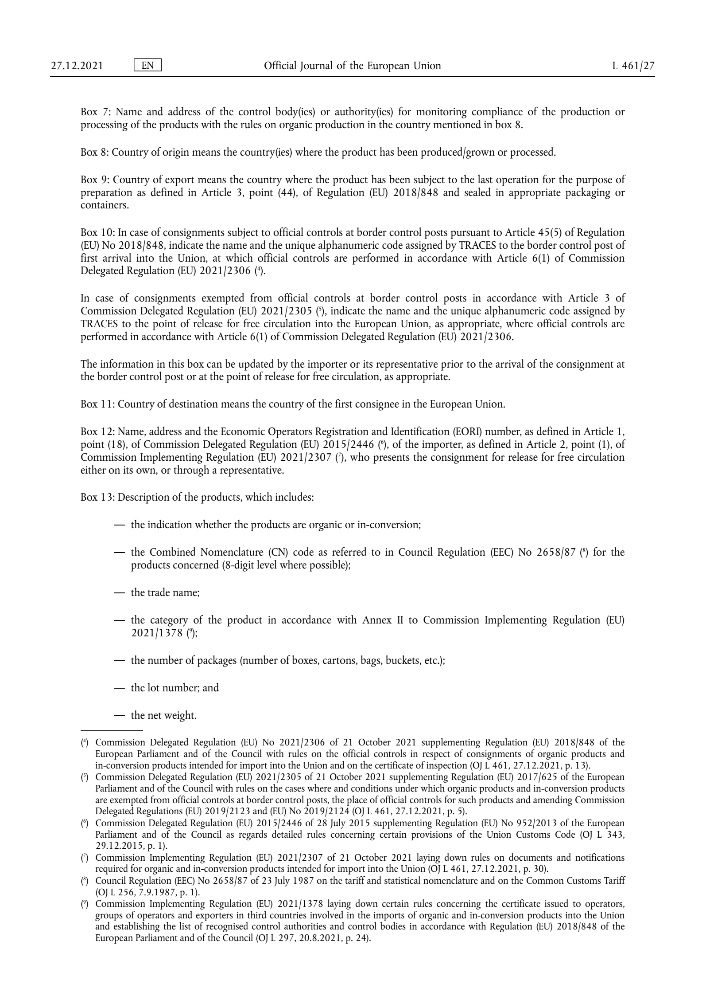 27.12.2021 EN Official Journal of the European Union L 461/27
Box 7: Name and address of the control body(ies) or authority(ies) for monitoring compliance of the production or
processing of the products with the rules on organic production in the country mentioned in box 8.
Box 8: Country of origin means the country(ies) where the product has been produced/grown or processed.
Box 9: Country of export means the country where the product has been subject to the last operation for the purpose of
preparation as defined in Article 3, point (44), of Regulation (EU) 2018/848 and sealed in appropriate packaging or
containers.
Box 10: In case of consignments subject to official controls at border control posts pursuant to Article 45(5) of Regulation
(EU) No 2018/848, indicate the name and the unique alphanumeric code assigned by TRACES to the border control post of
first arrival into the Union, at which official controls are performed in accordance with Article 6(1) of Commission
Delegated Regulation (EU) 2021/2306 (⁴).
In case of consignments exempted from official controls at border control posts in accordance with Article 3 of
Commission Delegated Regulation (EU) 2021/2305 (⁵), indicate the name and the unique alphanumeric code assigned by
TRACES to the point of release for free circulation into the European Union, as appropriate, where official controls are
performed in accordance with Article 6(1) of Commission Delegated Regulation (EU) 2021/2306.
The information in this box can be updated by the importer or its representative prior to the arrival of the consignment at
the border control post or at the point of release for free circulation, as appropriate.
Box 11: Country of destination means the country of the first consignee in the European Union.
Box 12: Name, address and the Economic Operators Registration and Identification (EORI) number, as defined in Article 1,
point (18), of Commission Delegated Regulation (EU) 2015/2446 (⁶), of the importer, as defined in Article 2, point (1), of
Commission Implementing Regulation (EU) 2021/2307 (⁷), who presents the consignment for release for free circulation
either on its own, or through a representative.
Box 13: Description of the products, which includes:
— the indication whether the products are organic or in-conversion;
— the Combined Nomenclature (CN) code as referred to in Council Regulation (EEC) No 2658/87 (⁸) for the
products concerned (8-digit level where possible);
— the trade name;
— the category of the product in accordance with Annex II to Commission Implementing Regulation (EU)
2021/1378 (⁹);
— the number of packages (number of boxes, cartons, bags, buckets, etc.);
— the lot number; and
— the net weight.
(⁴) Commission Delegated Regulation (EU) No 2021/2306 of 21 October 2021 supplementing Regulation (EU) 2018/848 of the
European Parliament and of the Council with rules on the official controls in respect of consignments of organic products and
in-conversion products intended for import into the Union and on the certificate of inspection (OJ L 461, 27.12.2021, p. 13).
(⁵) Commission Delegated Regulation (EU) 2021/2305 of 21 October 2021 supplementing Regulation (EU) 2017/625 of the European
Parliament and of the Council with rules on the cases where and conditions under which organic products and in-conversion products
are exempted from official controls at border control posts, the place of official controls for such products and amending Commission
Delegated Regulations (EU) 2019/2123 and (EU) No 2019/2124 (OJ L 461, 27.12.2021, p. 5).
(⁶) Commission Delegated Regulation (EU) 2015/2446 of 28 July 2015 supplementing Regulation (EU) No 952/2013 of the European
Parliament and of the Council as regards detailed rules concerning certain provisions of the Union Customs Code (OJ L 343,
29.12.2015, p. 1).
(⁷) Commission Implementing Regulation (EU) 2021/2307 of 21 October 2021 laying down rules on documents and notifications
required for organic and in-conversion products intended for import into the Union (OJ L 461, 27.12.2021, p. 30).
(⁸) Council Regulation (EEC) No 2658/87 of 23 July 1987 on the tariff and statistical nomenclature and on the Common Customs Tariff
(OJ L 256, 7.9.1987, p. 1).
(⁹) Commission Implementing Regulation (EU) 2021/1378 laying down certain rules concerning the certificate issued to operators,
groups of operators and exporters in third countries involved in the imports of organic and in-conversion products into the Union
and establishing the list of recognised control authorities and control bodies in accordance with Regulation (EU) 2018/848 of the
European Parliament and of the Council (OJ L 297, 20.8.2021, p. 24).